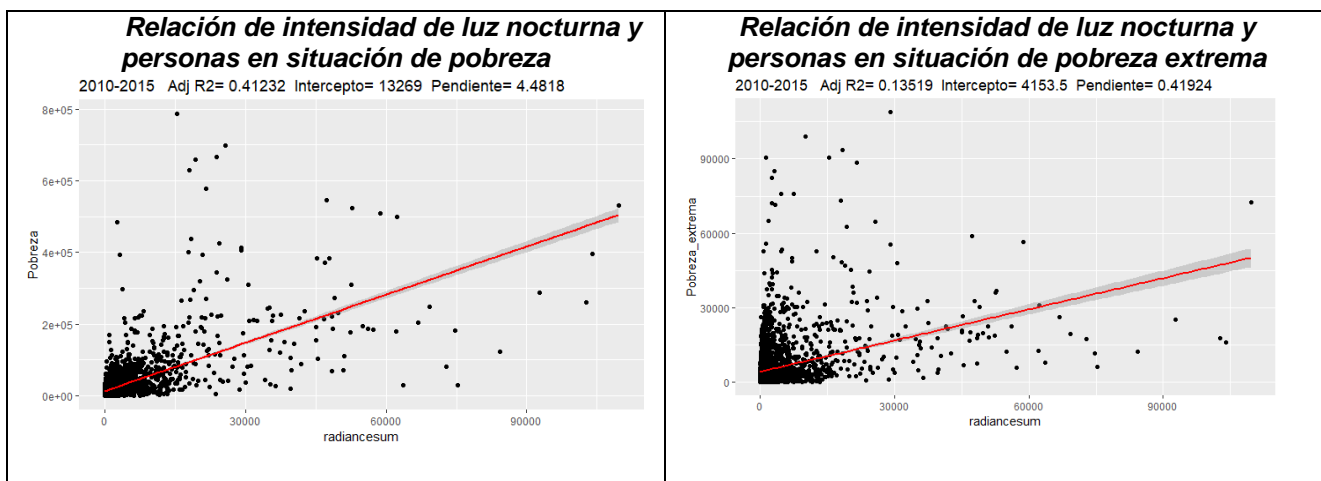 Relación de intensidad de luz nocturna y
personas en situación de pobreza
2010-2015 Adj R2= 0.41232 Intercepto= 13269 Pendiente= 4.4818
8e+05
6e+05
4e+05
2e+05
0e+00
Pobreza
0 30000 60000 90000
radiancesum
Relación de intensidad de luz nocturna y
personas en situación de pobreza extrema
2010-2015 Adj R2= 0.13519 Intercepto= 4153.5 Pendiente= 0.41924
90000
60000
30000
0
Pobreza_extrema
0 30000 60000 90000
radiancesum